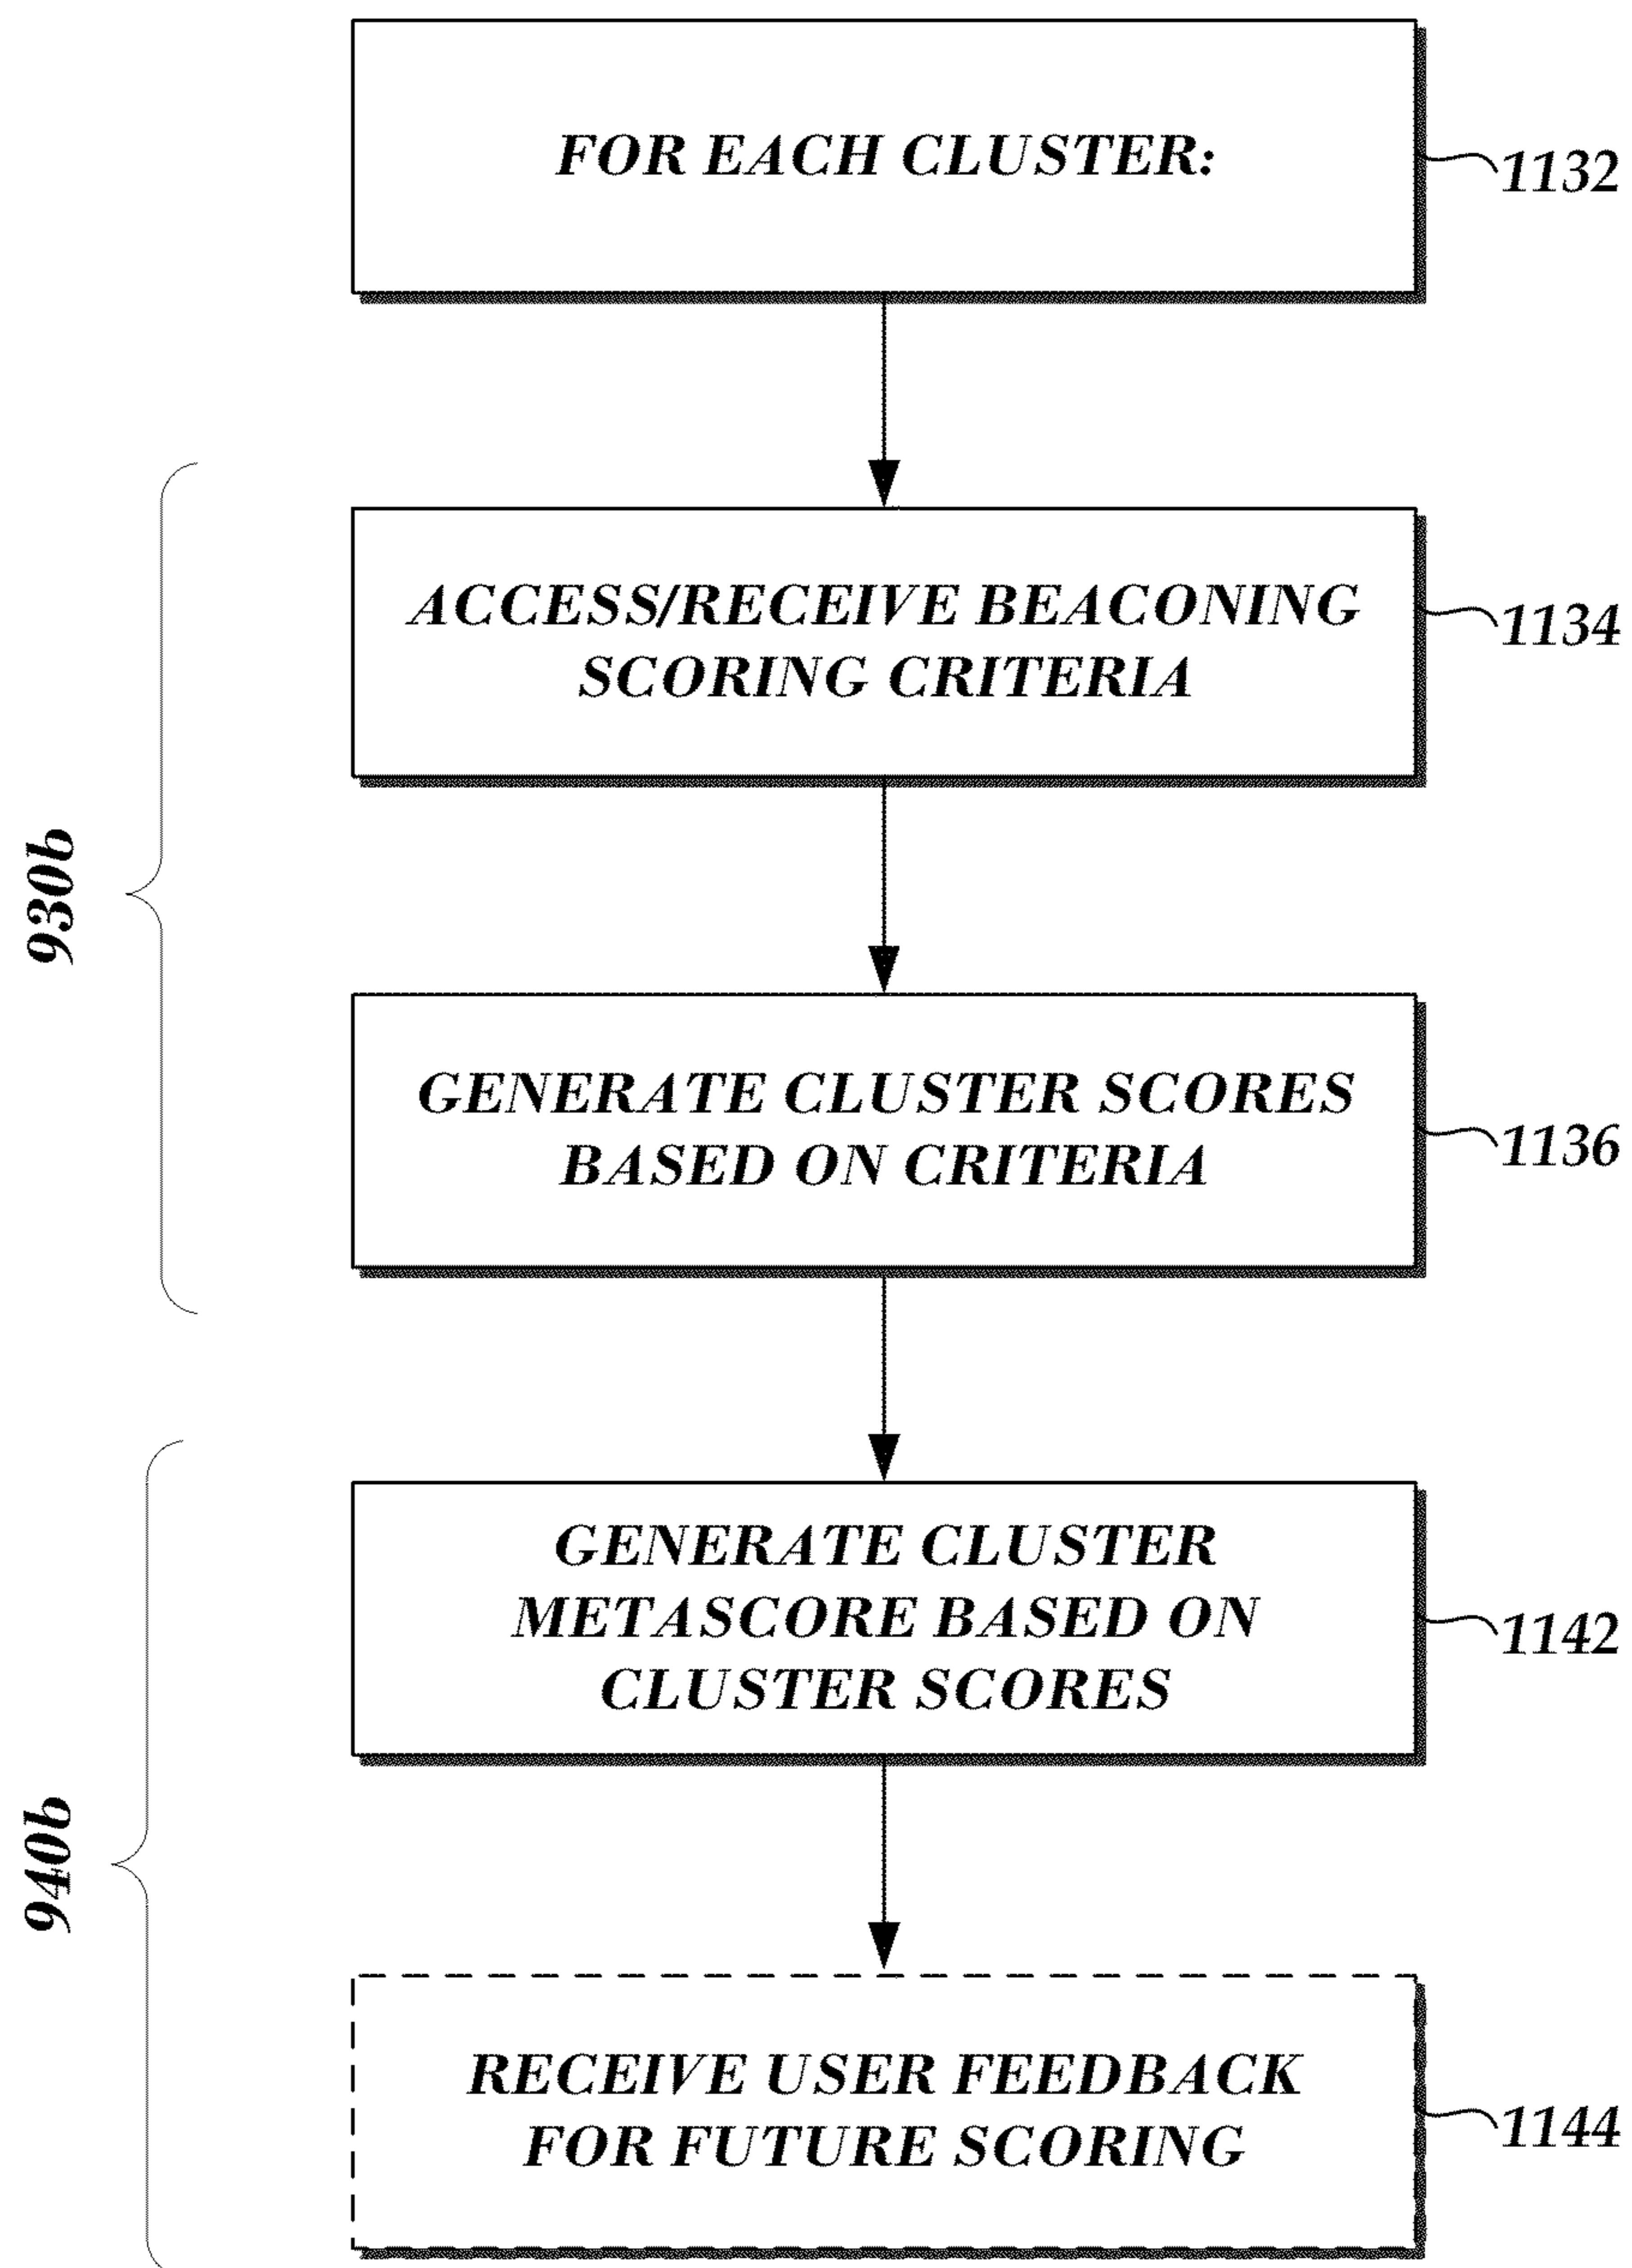 FOR EACH CLUSTER:
1132
930b
ACCESS/RECEIVE BEACONING
SCORING CRITERIA
1134
GENERATE CLUSTER SCORES
BASED ON CRITERIA
1136
940b
GENERATE CLUSTER
METASCORE BASED ON
CLUSTER SCORES
1142
RECEIVE USER FEEDBACK
FOR FUTURE SCORING
1144